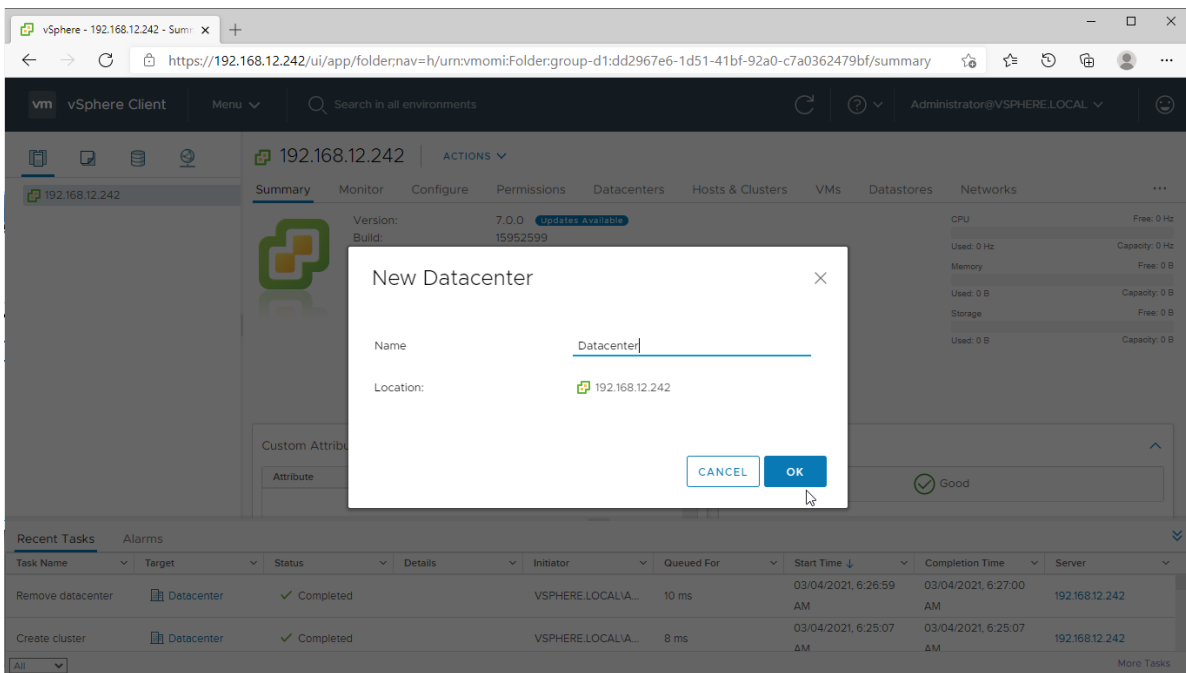 vSphere - 192.168.12.242 - Summ
https://192.168.12.242/ui/app/folder;nav=h/urn:vmomi:Folder:group-d1:dd2967e6-1d51-41bf-92a0-c7a0362479bf/summary
vm vSphere Client Menu Search in all environments Administrator@VSPHERE.LOCAL
192.168.12.242 ACTIONS
192.168.12.242
Summary Monitor Configure Permissions Datacenters Hosts & Clusters VMs Datastores Networks
Version: 7.0.0 Updates Available
Build: 15952599
CPU Free: 0 Hz
Used: 0 Hz Capacity: 0 Hz
Memory Free: 0 B
Used: 0 B Capacity: 0 B
Storage Free: 0 B
Used: 0 B Capacity: 0 B
New Datacenter
Name Datacenter
Location: 192.168.12.242
CANCEL OK
Custom Attribu
Attribute
Good
Recent Tasks Alarms
Task Name Target Status Details Initiator Queued For Start Time Completion Time Server
Remove datacenter Datacenter Completed VSPHERE.LOCAL\A... 10 ms 03/04/2021, 6:26:59 AM 03/04/2021, 6:27:00 AM 192.168.12.242
Create cluster Datacenter Completed VSPHERE.LOCAL\A... 8 ms 03/04/2021, 6:25:07 AM 03/04/2021, 6:25:07 AM 192.168.12.242
All More Tasks